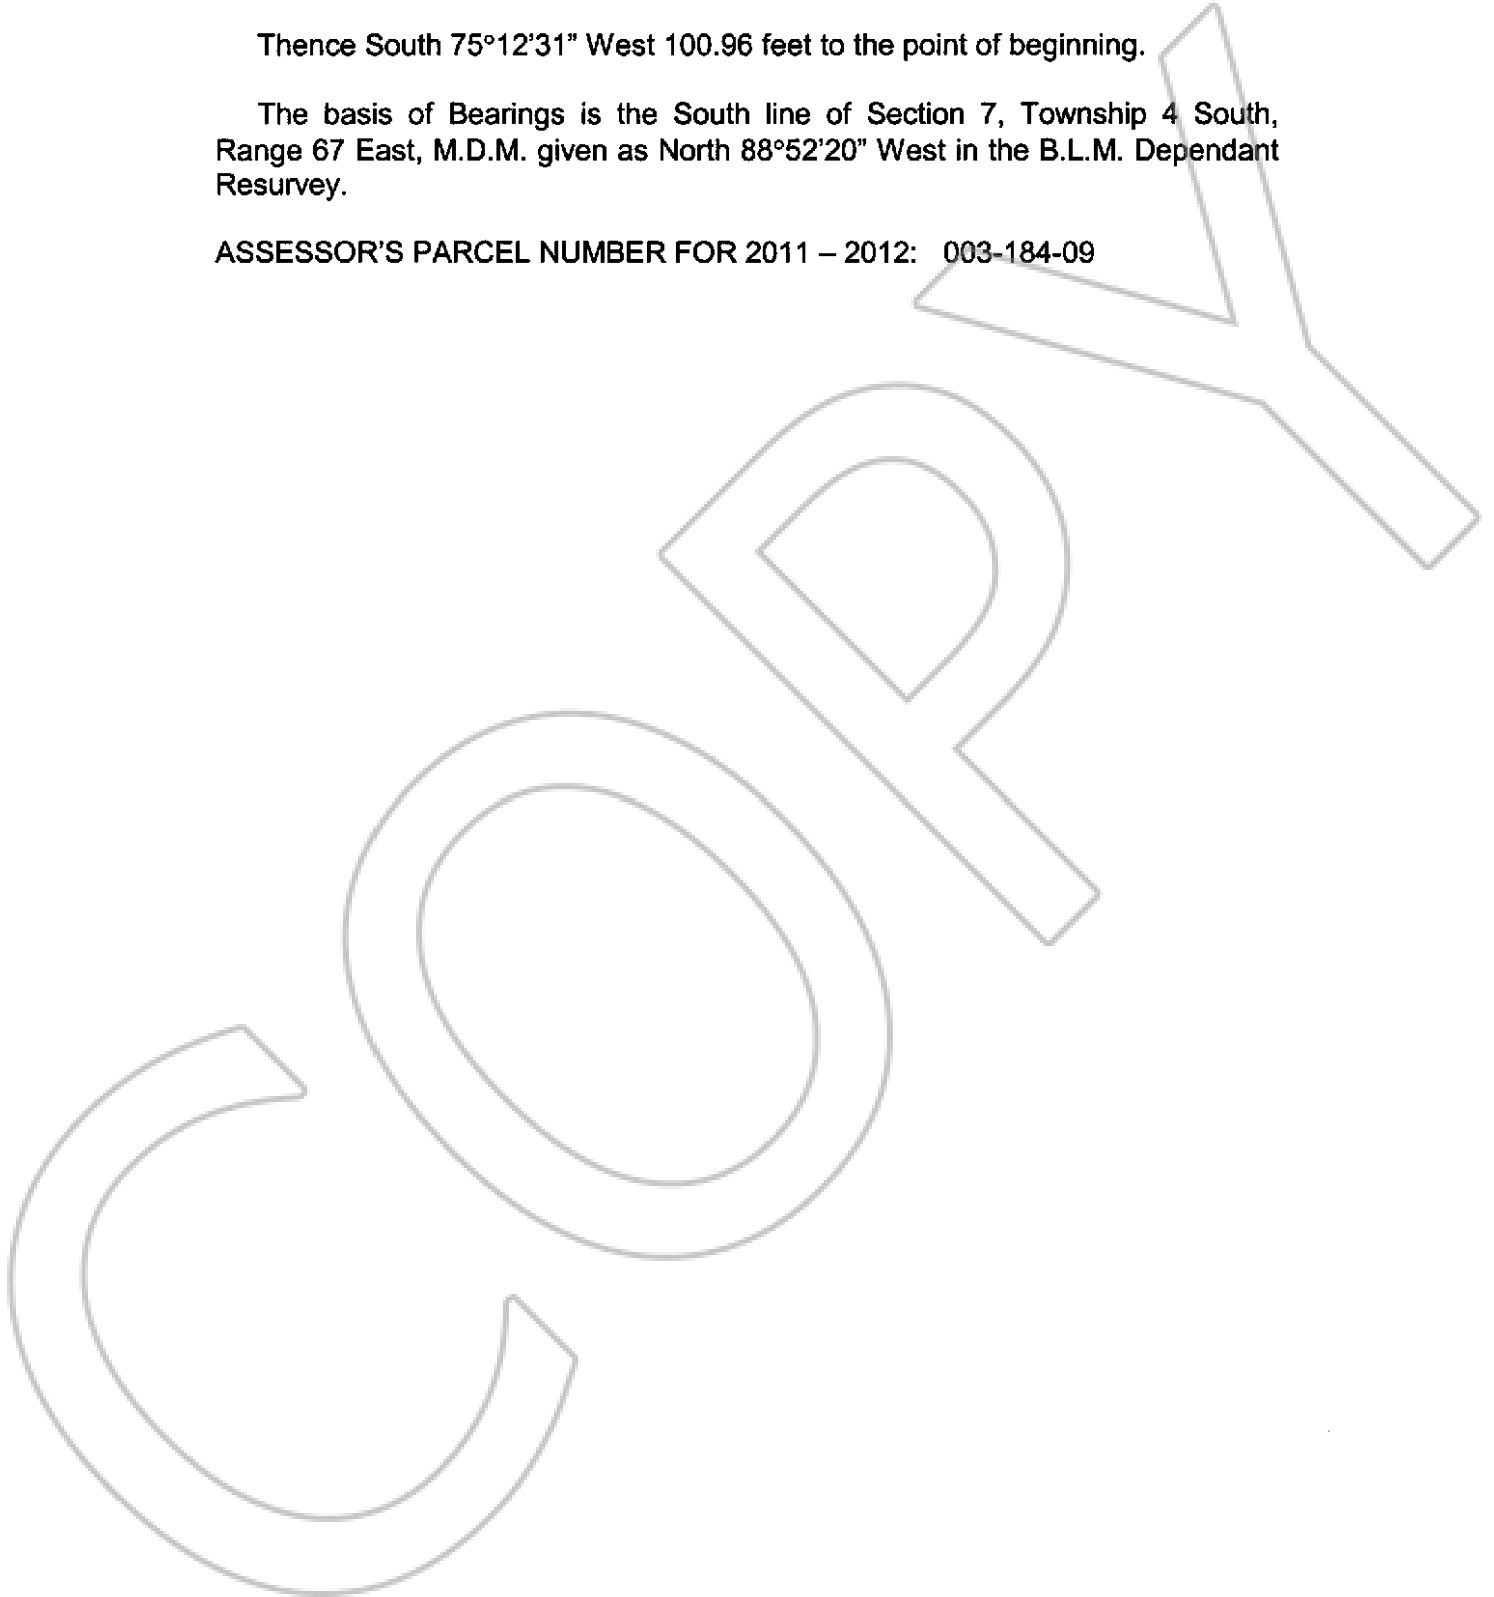 Thence South 75°12'31” West 100.96 feet to the point of beginning.
The basis of Bearings is the South line of Section 7, Township 4 South,
Range 67 East, M.D.M. given as North 88°52'20” West in the B.L.M. Dependant
Resurvey.
ASSESSOR'S PARCEL NUMBER FOR 2011 – 2012: 003-184-09
COPY